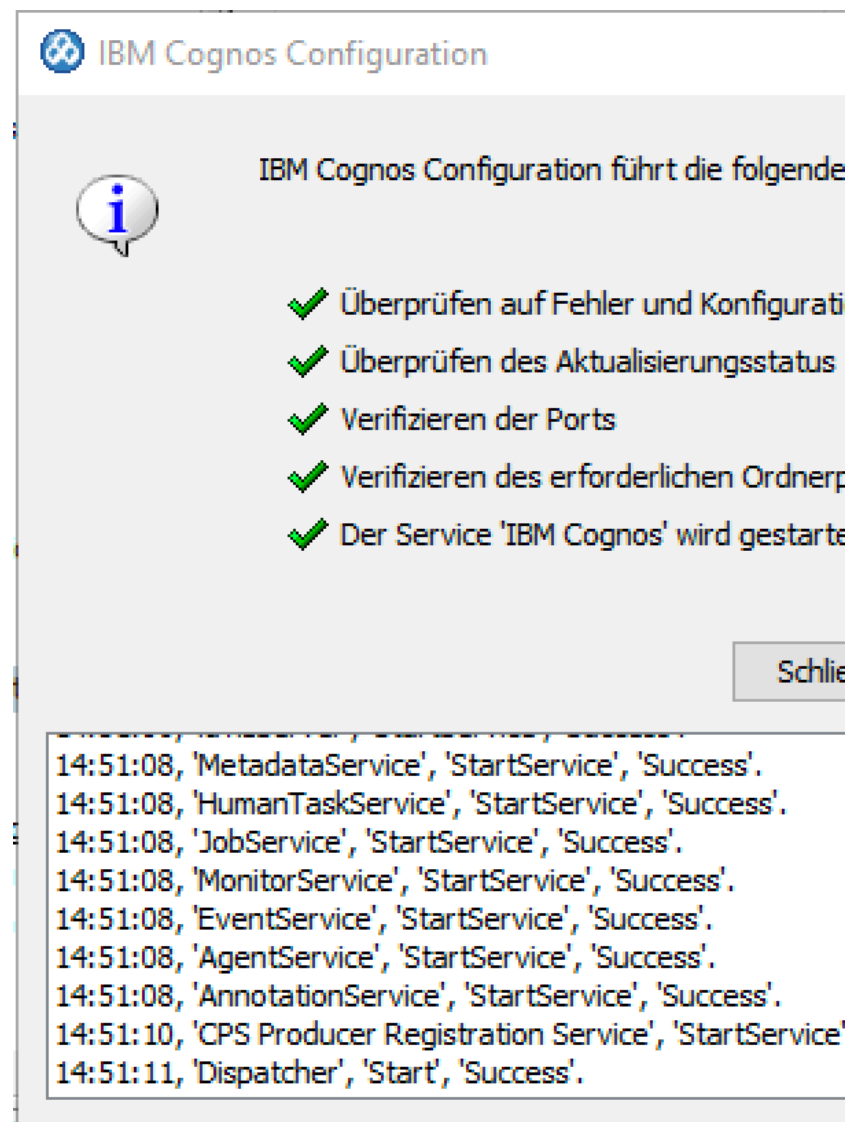 IBM Cognos Configuration
IBM Cognos Configuration führt die folgende
Überprüfen auf Fehler und Konfigurati
Überprüfen des Aktualisierungsstatus
Verifizieren der Ports
Verifizieren des erforderlichen Ordnerp
Der Service 'IBM Cognos' wird gestarte
Schlie
14:51:08, 'MetadataService', 'StartService', 'Success'.
14:51:08, 'HumanTaskService', 'StartService', 'Success'.
14:51:08, 'JobService', 'StartService', 'Success'.
14:51:08, 'MonitorService', 'StartService', 'Success'.
14:51:08, 'EventService', 'StartService', 'Success'.
14:51:08, 'AgentService', 'StartService', 'Success'.
14:51:08, 'AnnotationService', 'StartService', 'Success'.
14:51:10, 'CPS Producer Registration Service', 'StartService'
14:51:11, 'Dispatcher', 'Start', 'Success'.